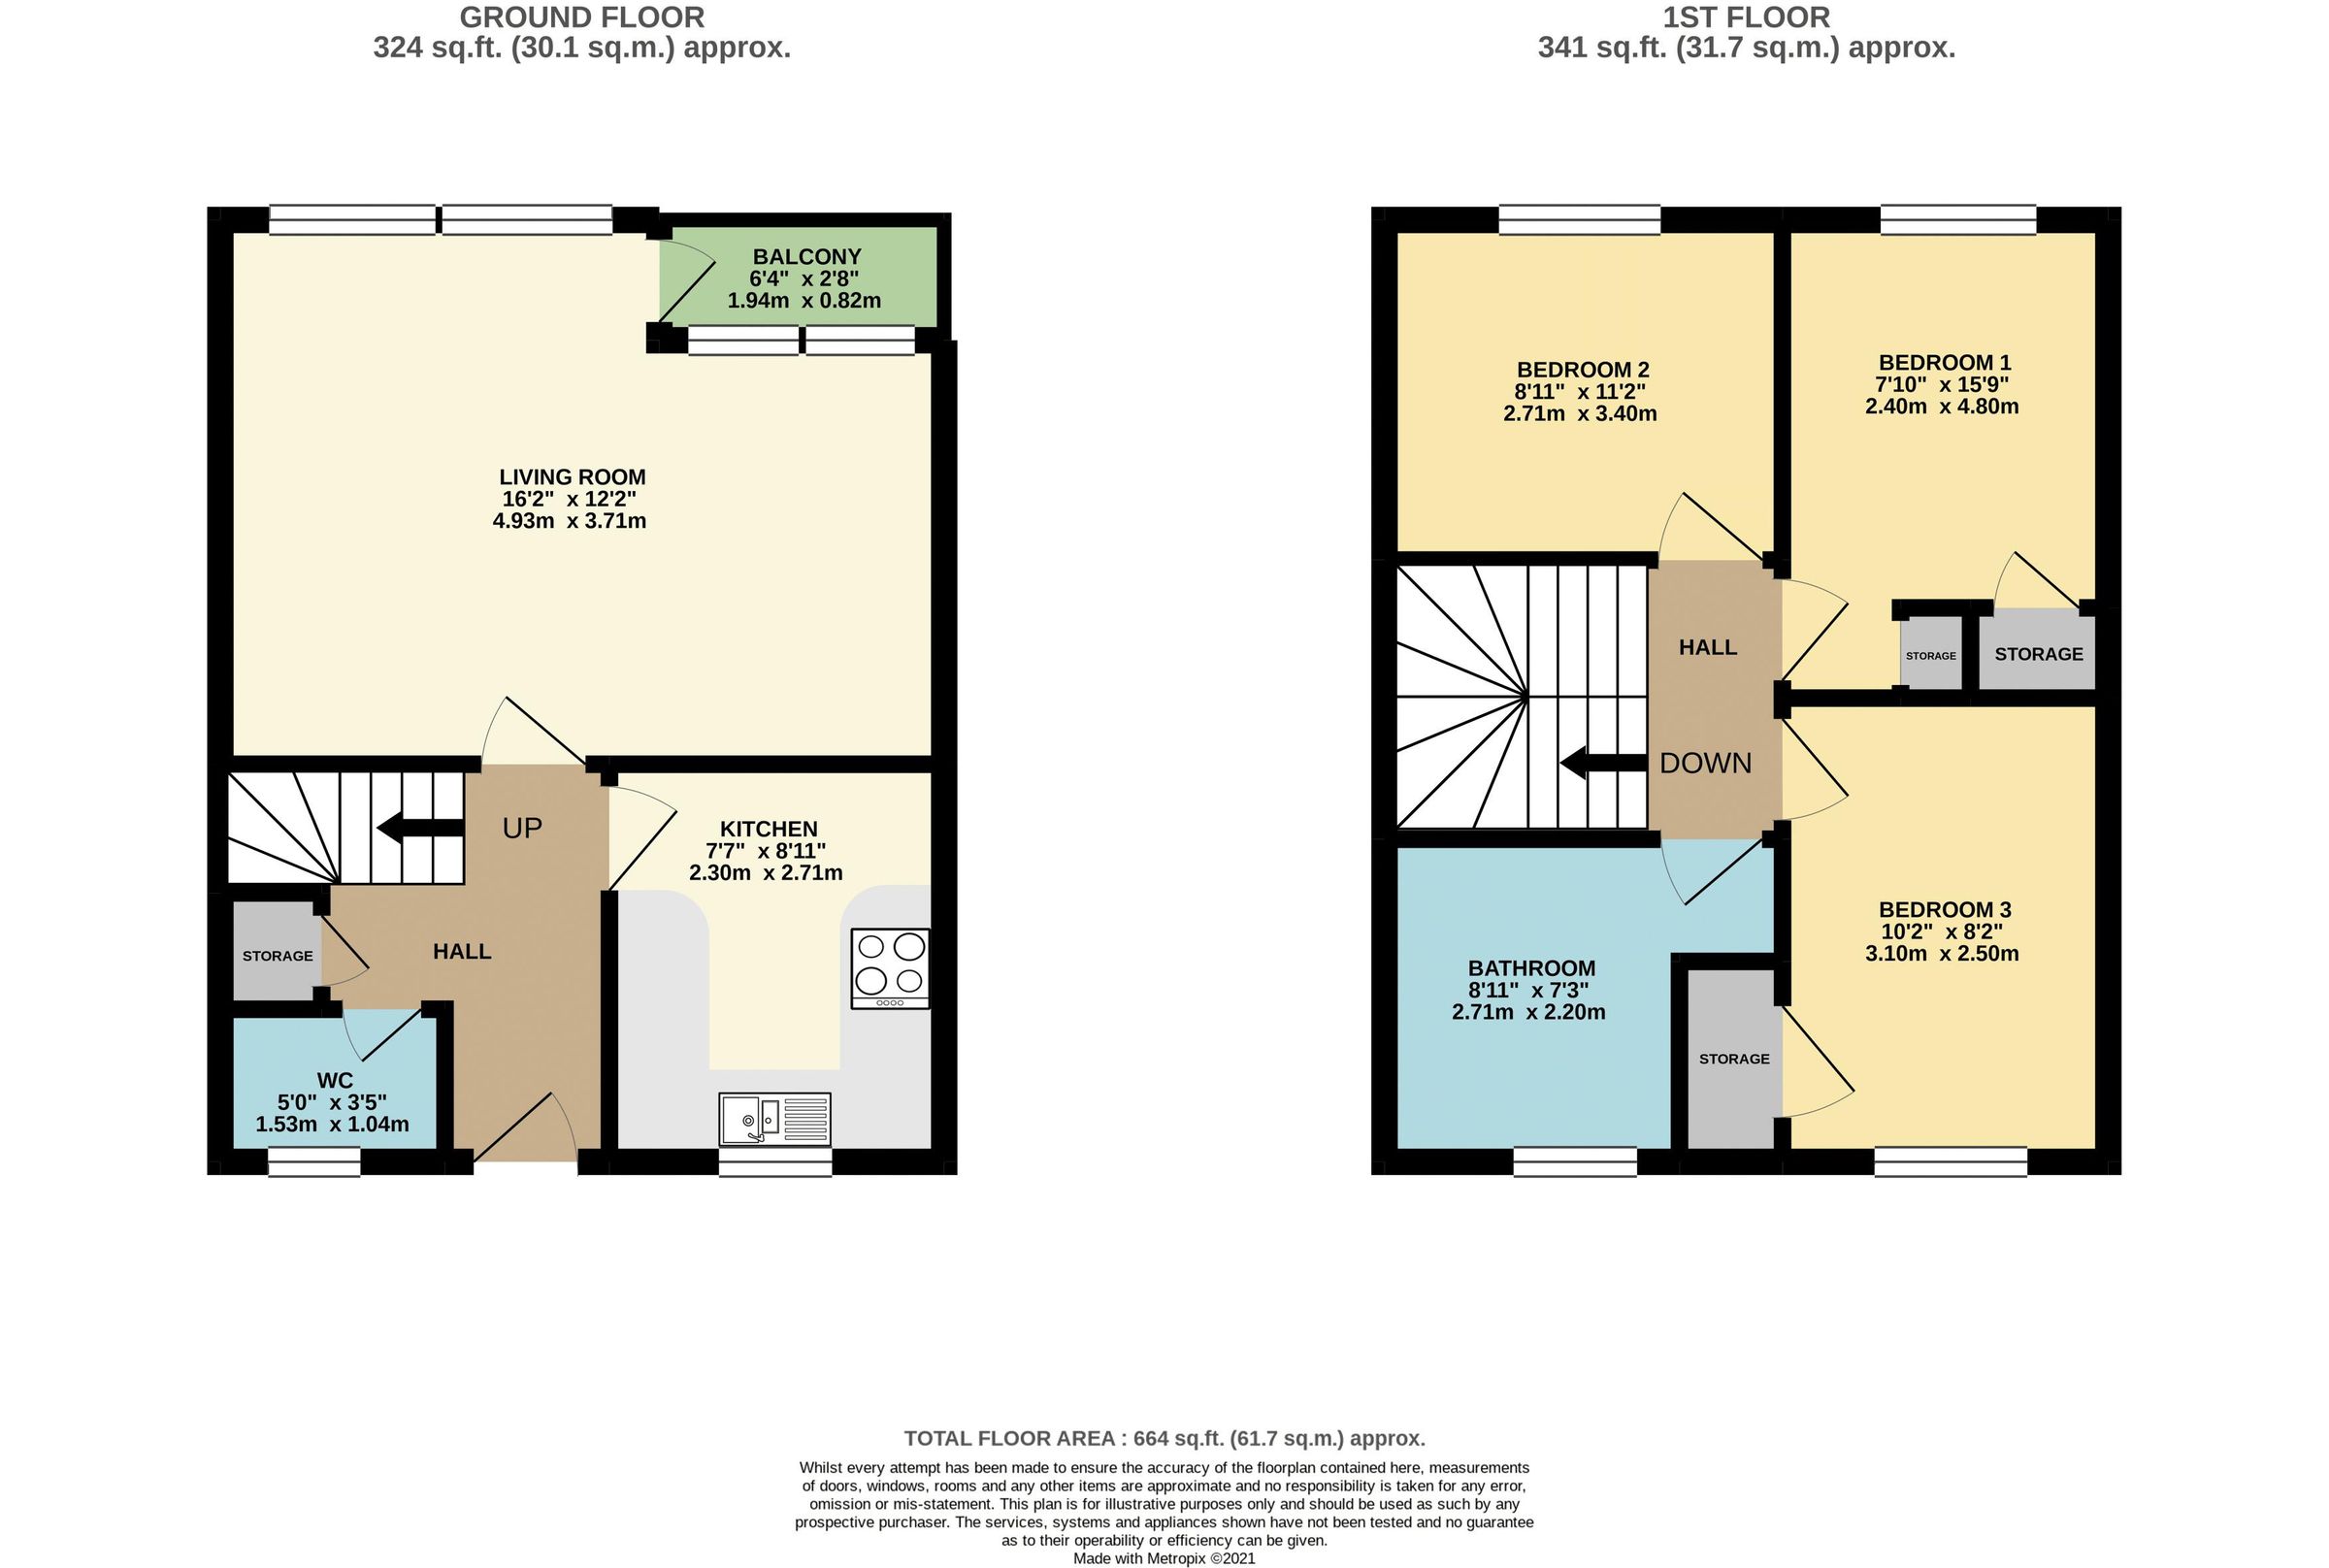 GROUND FLOOR
324 sq.ft. (30.1 sq.m.) approx.
1ST FLOOR
341 sq.ft. (31.7 sq.m.) approx.
BALCONY
6'4" x 2'8"
1.94m x 0.82m
LIVING ROOM
16'2" x 12'2"
4.93m x 3.71m
UP
KITCHEN
7'7" x 8'11"
2.30m x 2.71m
STORAGE
HALL
WC
5'0" x 3'5"
1.53m x 1.04m
BEDROOM 2
8'11" x 11'2"
2.71m x 3.40m
BEDROOM 1
7'10" x 15'9"
2.40m x 4.80m
HALL
STORAGE
STORAGE
DOWN
BEDROOM 3
10'2" x 8'2"
3.10m x 2.50m
BATHROOM
8'11" x 7'3"
2.71m x 2.20m
STORAGE
TOTAL FLOOR AREA : 664 sq.ft. (61.7 sq.m.) approx.
Whilst every attempt has been made to ensure the accuracy of the floorplan contained here, measurements
of doors, windows, rooms and any other items are approximate and no responsibility is taken for any error,
omission or mis-statement. This plan is for illustrative purposes only and should be used as such by any
prospective purchaser. The services, systems and appliances shown have not been tested and no guarantee
as to their operability or efficiency can be given.
Made with Metropix ©2021